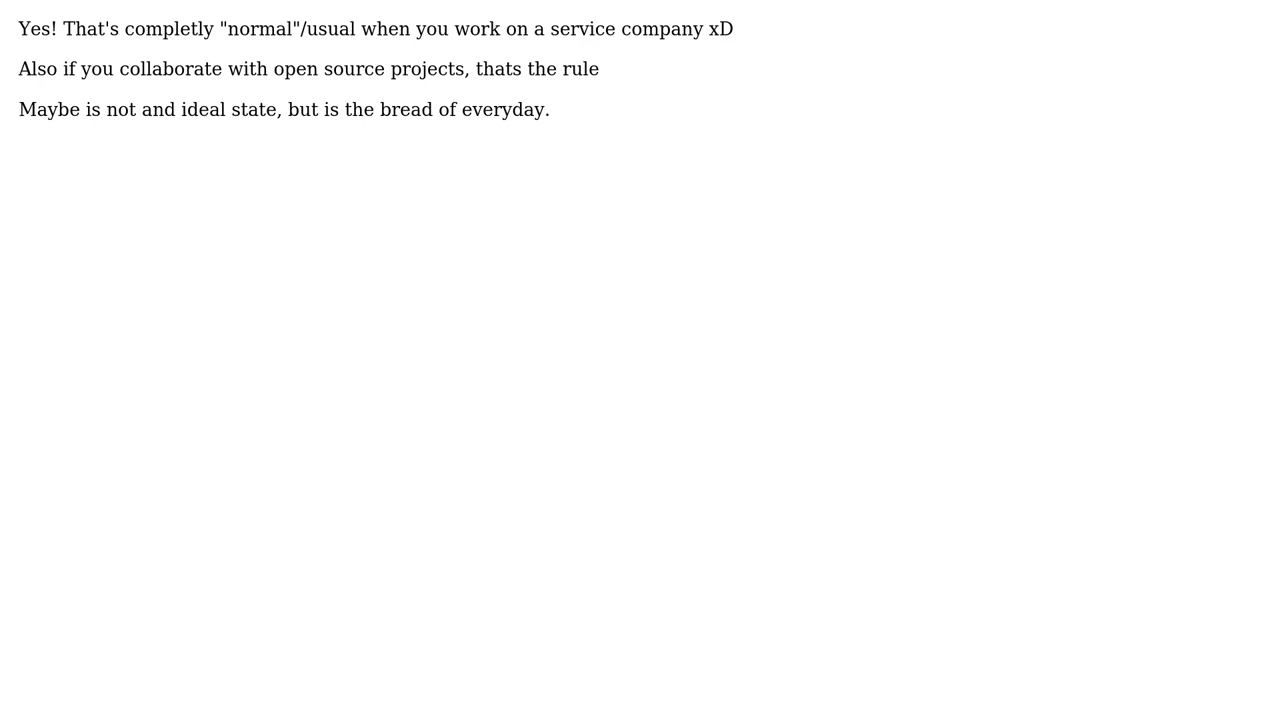 Yes! That's completly "normal"/usual when you work on a service company xD
Also if you collaborate with open source projects, thats the rule
Maybe is not and ideal state, but is the bread of everyday.